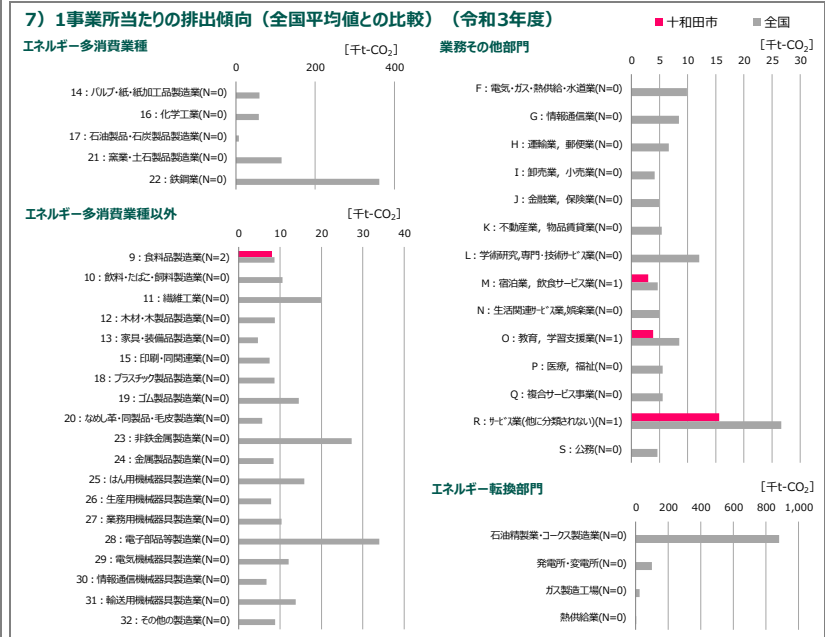 7）1事業所当たりの排出傾向（全国平均値との比較）（令和3年度）
十和田市 全国
エネルギー多消費業種
［千t-CO₂］
0 200 400
14：パルプ・紙・紙加工品製造業(N=0)
16：化学工業(N=0)
17：石油製品・石炭製品製造業(N=0)
21：窯業・土石製品製造業(N=0)
22：鉄鋼業(N=0)
エネルギー多消費業種以外
［千t-CO₂］
0 10 20 30 40
9：食料品製造業(N=2)
10：飲料・たばこ・飼料製造業(N=0)
11：繊維工業(N=0)
12：木材・木製品製造業(N=0)
13：家具・装備品製造業(N=0)
15：印刷・同関連業(N=0)
18：プラスチック製品製造業(N=0)
19：ゴム製品製造業(N=0)
20：なめし革・同製品・毛皮製造業(N=0)
23：非鉄金属製造業(N=0)
24：金属製品製造業(N=0)
25：はん用機械器具製造業(N=0)
26：生産用機械器具製造業(N=0)
27：業務用機械器具製造業(N=0)
28：電子部品等製造業(N=0)
29：電気機械器具製造業(N=0)
30：情報通信機械器具製造業(N=0)
31：輸送用機械器具製造業(N=0)
32：その他の製造業(N=0)
業務その他部門
［千t-CO₂］
0 5 10 15 20 25 30
F：電気・ガス・熱供給・水道業(N=0)
G：情報通信業(N=0)
H：運輸業，郵便業(N=0)
I：卸売業，小売業(N=0)
J：金融業，保険業(N=0)
K：不動産業，物品賃貸業(N=0)
L：学術研究,専門・技術サービス業(N=0)
M：宿泊業，飲食サービス業(N=1)
N：生活関連サービス業,娯楽業(N=0)
O：教育，学習支援業(N=1)
P：医療，福祉(N=0)
Q：複合サービス事業(N=0)
R：サービス業(他に分類されない)(N=1)
S：公務(N=0)
エネルギー転換部門
［千t-CO₂］
0 200 400 600 800 1,000
石油精製業・コークス製造業(N=0)
発電所・変電所(N=0)
ガス製造工場(N=0)
熱供給業(N=0)